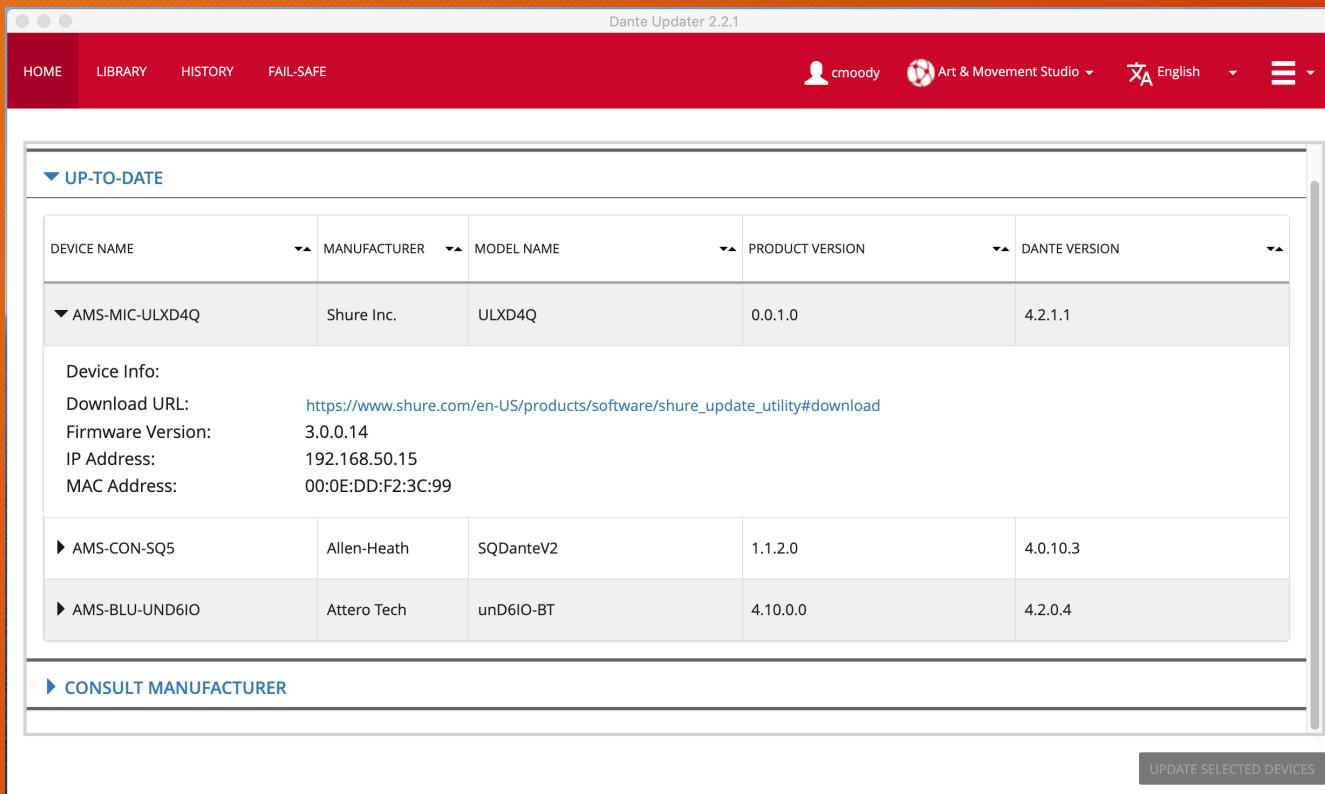 Dante Updater 2.2.1
HOME LIBRARY HISTORY FAIL-SAFE cmoody Art & Movement Studio English
UP-TO-DATE
DEVICE NAME MANUFACTURER MODEL NAME PRODUCT VERSION DANTE VERSION
AMS-MIC-ULXD4Q Shure Inc. ULXD4Q 0.0.1.0 4.2.1.1
Device Info:
Download URL: https://www.shure.com/en-US/products/software/shure_update_utility#download
Firmware Version: 3.0.0.14
IP Address: 192.168.50.15
MAC Address: 00:0E:DD:F2:3C:99
AMS-CON-SQ5 Allen-Heath SQDanteV2 1.1.2.0 4.0.10.3
AMS-BLU-UND6IO Attero Tech unD6IO-BT 4.10.0.0 4.2.0.4
CONSULT MANUFACTURER
UPDATE SELECTED DEVICES